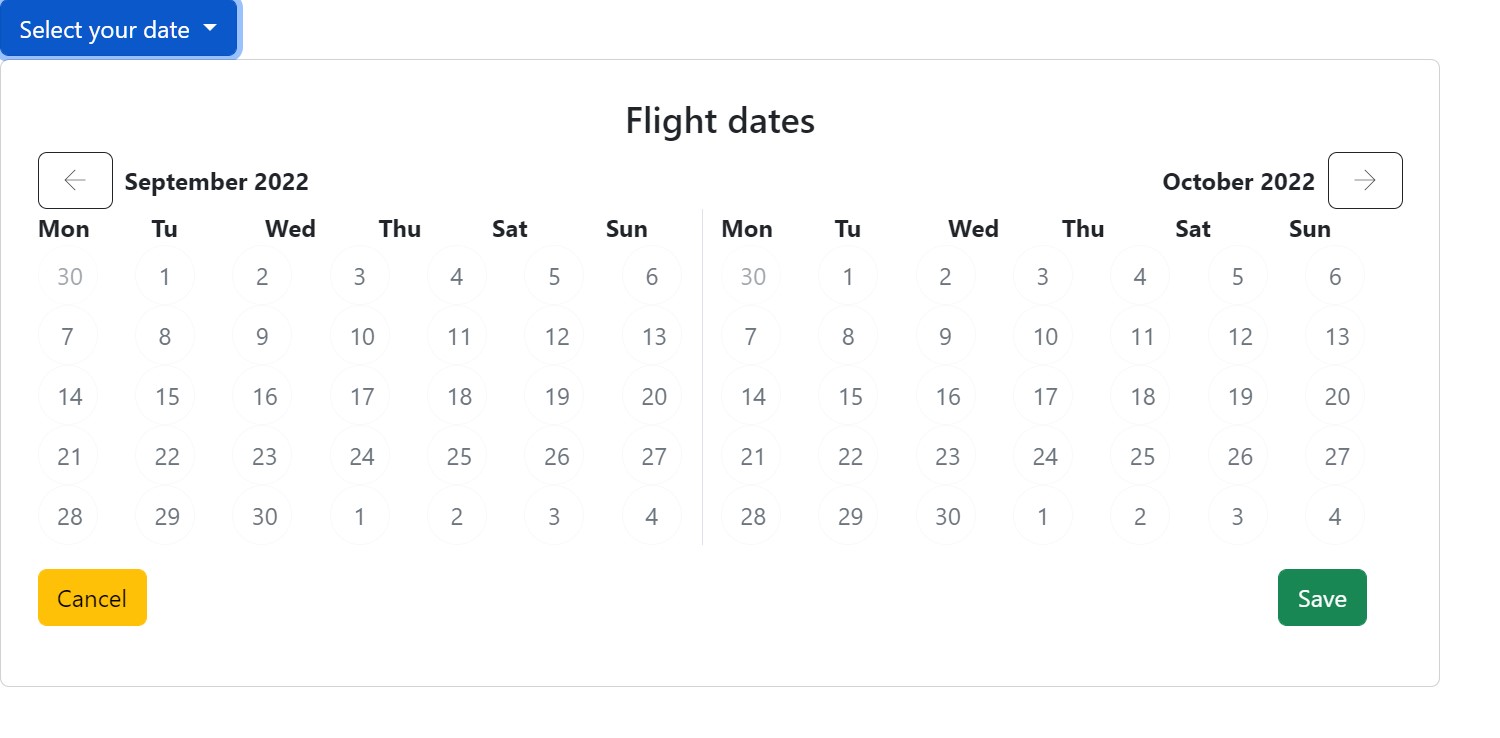 Select your date
Flight dates
September 2022 October 2022
Mon Tu Wed Thu Sat Sun Mon Tu Wed Thu Sat Sun
30 1 2 3 4 5 6 30 1 2 3 4 5 6
7 8 9 10 11 12 13 7 8 9 10 11 12 13
14 15 16 17 18 19 20 14 15 16 17 18 19 20
21 22 23 24 25 26 27 21 22 23 24 25 26 27
28 29 30 1 2 3 4 28 29 30 1 2 3 4
Cancel Save